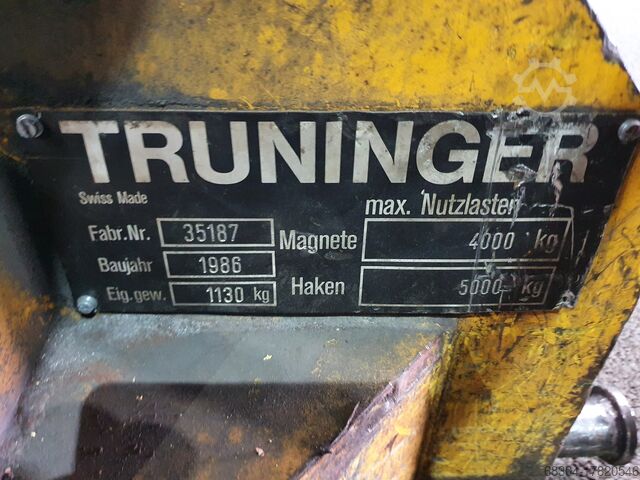 TRUNINGER
Swiss Made
max. Nutzlasten
Fabr.Nr. 35187
Magnete 4000 kg
Baujahr 1986
Haken 5000 kg
Eig.gew. 1130 kg